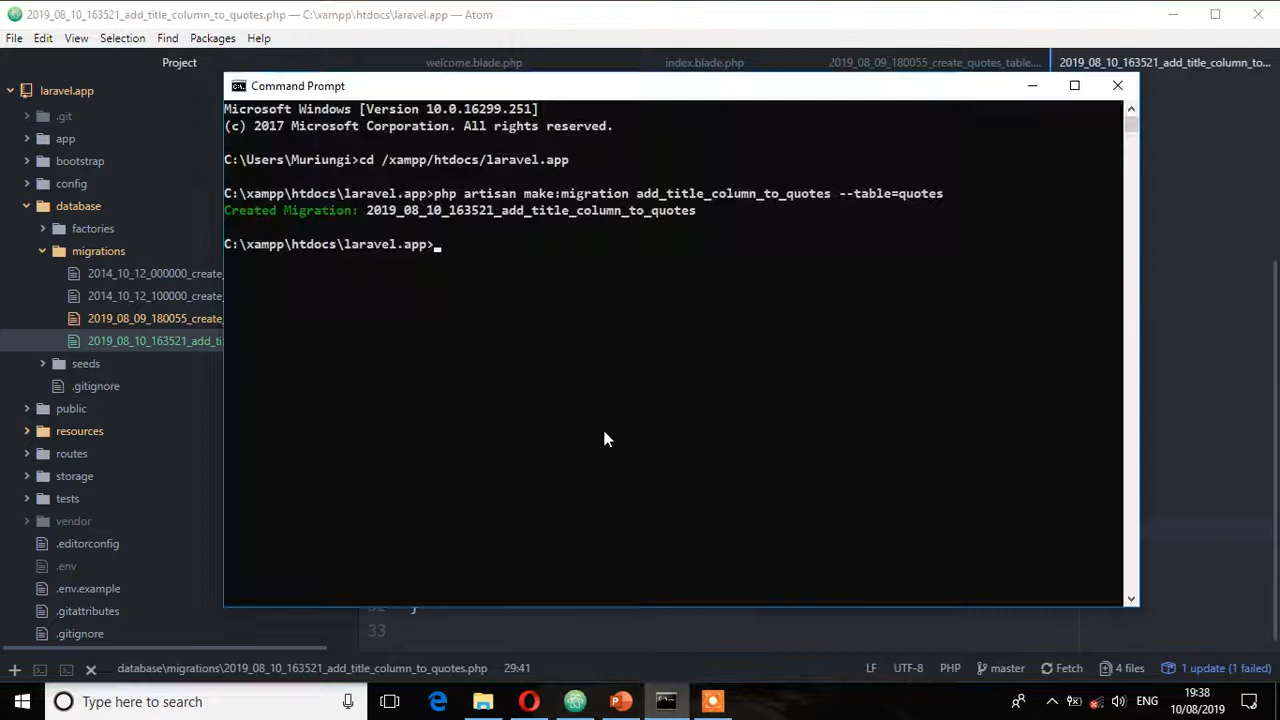 2019_08_10_163521_add_title_column_to_quotes.php — C:\xampp\htdocs\laravel.app — Atom
File Edit View Selection Find Packages Help
Project
welcome.blade.php
index.blade.php
2019_08_09_180055_create_quotes_table....
2019_08_10_163521_add_title_column_to...
laravel.app
.git
app
bootstrap
config
database
factories
migrations
2014_10_12_000000_create_
2014_10_12_100000_create_
2019_08_09_180055_create_
2019_08_10_163521_add_ti
seeds
.gitignore
public
resources
routes
storage
tests
vendor
.editorconfig
.env
.env.example
.gitattributes
.gitignore
Command Prompt
Microsoft Windows [Version 10.0.16299.251]
(c) 2017 Microsoft Corporation. All rights reserved.
C:\Users\Muriungi>cd /xampp/htdocs/laravel.app
C:\xampp\htdocs\laravel.app>php artisan make:migration add_title_column_to_quotes --table=quotes
Created Migration: 2019_08_10_163521_add_title_column_to_quotes
C:\xampp\htdocs\laravel.app>
33
database\migrations\2019_08_10_163521_add_title_column_to_quotes.php 29:41
LF UTF-8 PHP master Fetch 4 files 1 update (1 failed)
Type here to search
ENG
19:38
10/08/2019